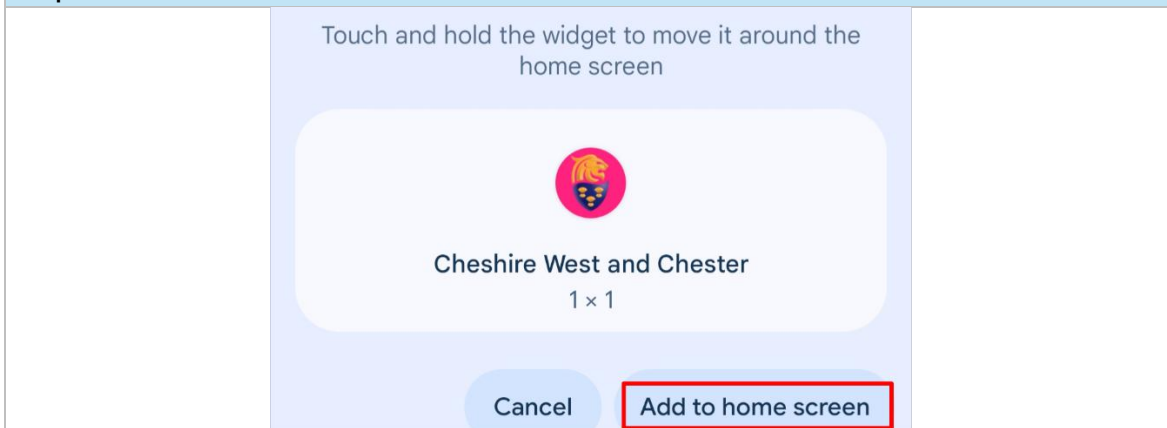 Touch and hold the widget to move it around the
home screen
Cheshire West and Chester
1 × 1
Cancel
Add to home screen